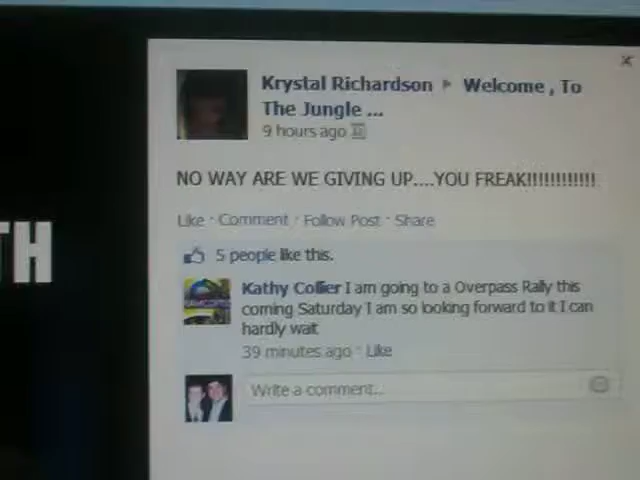 TH
Krystal Richardson ▸ Welcome , To
The Jungle ...
9 hours ago
NO WAY ARE WE GIVING UP....YOU FREAK!!!!!!!!!!!!!
Like · Comment · Follow Post · Share
5 people like this.
Kathy Collier I am going to a Overpass Rally this
coming Saturday I am so looking forward to it I can
hardly wait
39 minutes ago · Like
Write a comment...